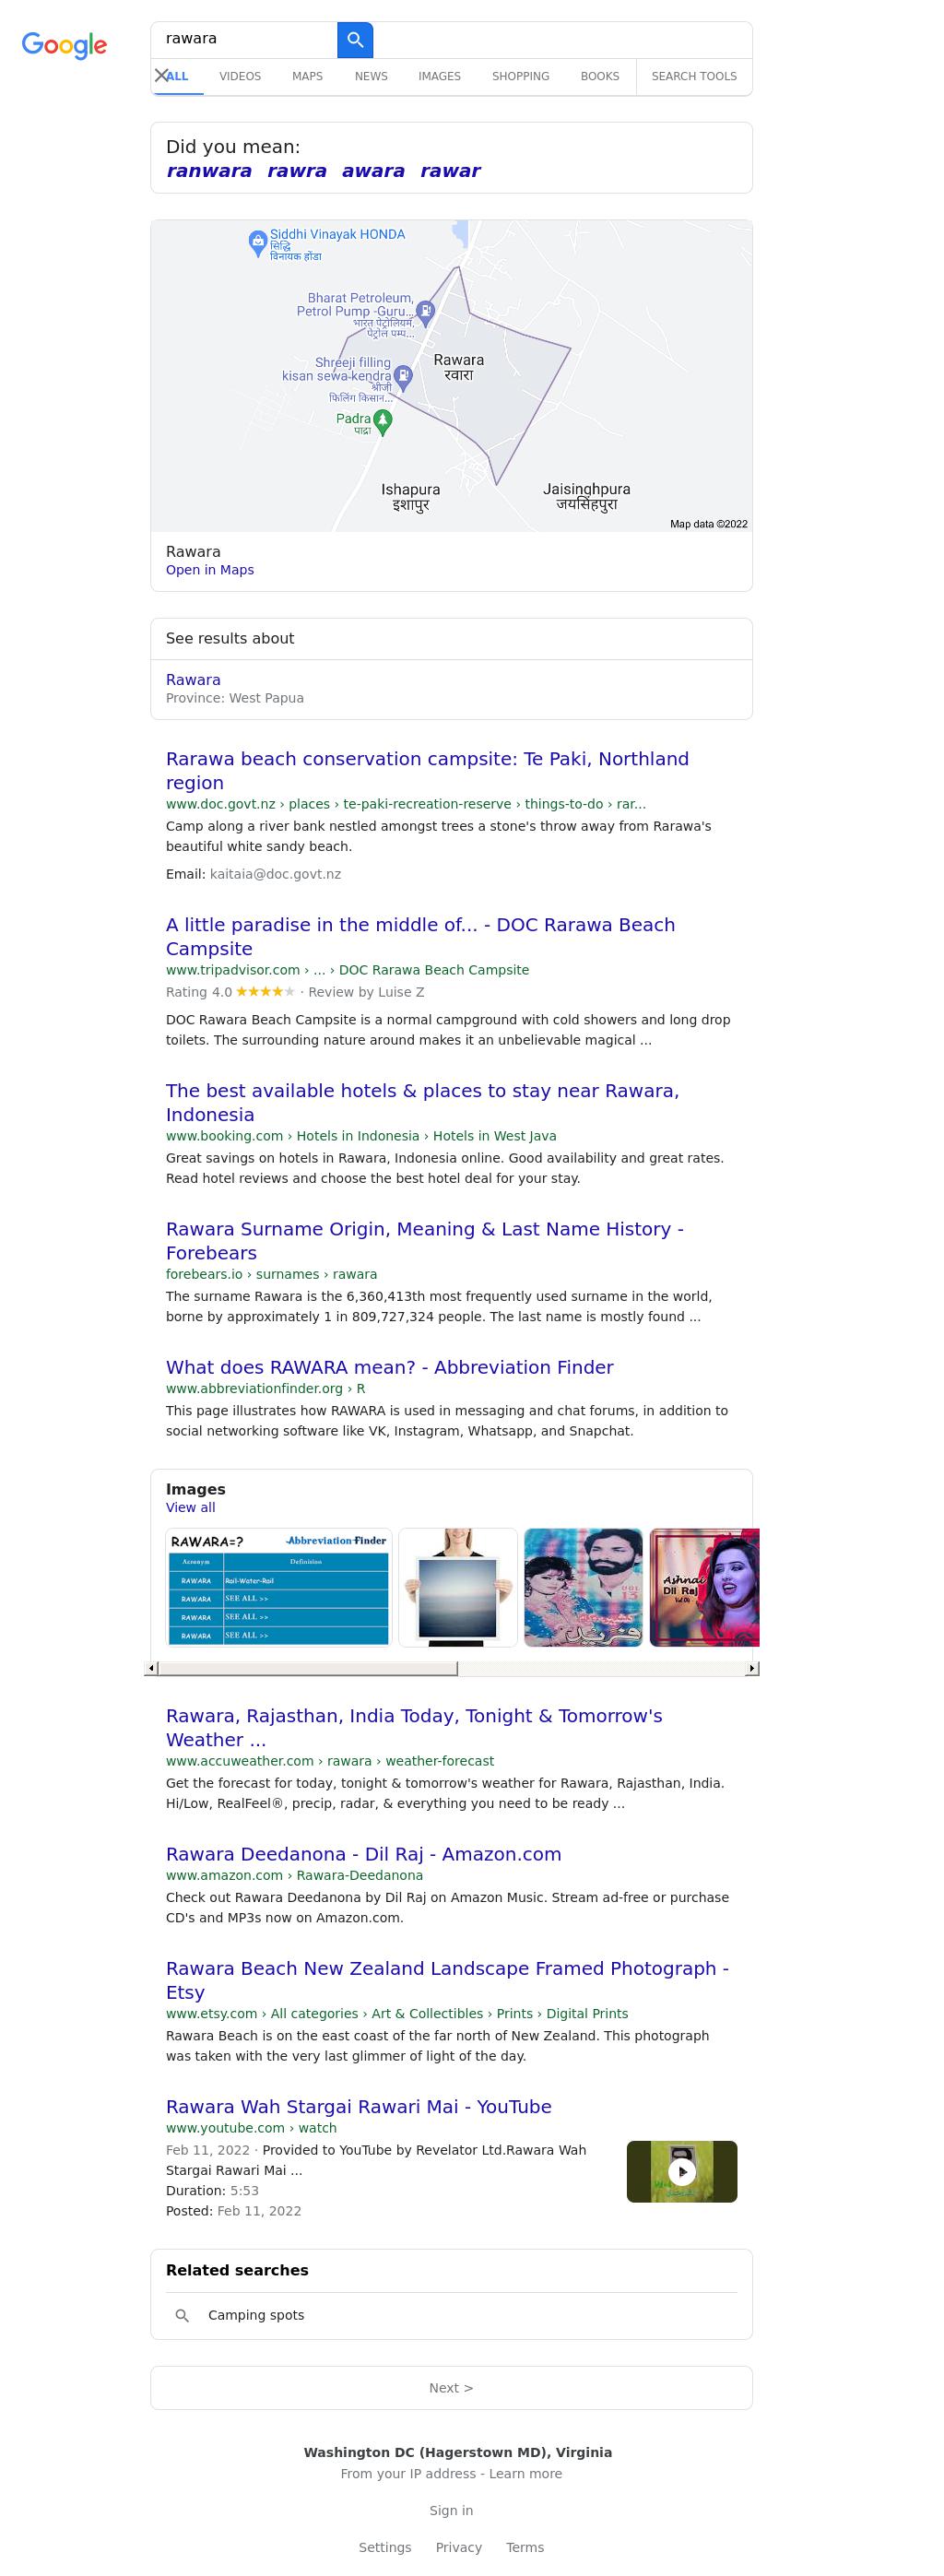 Google
rawara
ALL VIDEOS MAPS NEWS IMAGES SHOPPING BOOKS SEARCH TOOLS
Did you mean:
ranwara rawra awara rawar
Siddhi Vinayak HONDA
सिद्धि
विनायक होंडा
Bharat Petroleum,
Petrol Pump -Guru...
भारत पेट्रोलियम,
पेट्रोल पम्प...
Shreeji filling
kisan sewa kendra
श्रीजी
फिलिंग किसान...
Rawara
रवारा
Padra
पाद्रा
Ishapura
इशापुर
Jaisinghpura
जयसिंहपुरा
Map data ©2022
Rawara
Open in Maps
See results about
Rawara
Province: West Papua
Rarawa beach conservation campsite: Te Paki, Northland
region
www.doc.govt.nz › places › te-paki-recreation-reserve › things-to-do › rar...
Camp along a river bank nestled amongst trees a stone's throw away from Rarawa's
beautiful white sandy beach.
Email: kaitaia@doc.govt.nz
A little paradise in the middle of... - DOC Rarawa Beach
Campsite
www.tripadvisor.com › ... › DOC Rarawa Beach Campsite
Rating 4.0 ★★★★★ · Review by Luise Z
DOC Rarawa Beach Campsite is a normal campground with cold showers and long drop
toilets. The surrounding nature around makes it an unbelievable magical ...
The best available hotels & places to stay near Rawara,
Indonesia
www.booking.com › Hotels in Indonesia › Hotels in West Java
Great savings on hotels in Rawara, Indonesia online. Good availability and great rates.
Read hotel reviews and choose the best hotel deal for your stay.
Rawara Surname Origin, Meaning & Last Name History -
Forebears
forebears.io › surnames › rawara
The surname Rawara is the 6,360,413th most frequently used surname in the world,
borne by approximately 1 in 809,727,324 people. The last name is mostly found ...
What does RAWARA mean? - Abbreviation Finder
www.abbreviationfinder.org › R
This page illustrates how RAWARA is used in messaging and chat forums, in addition to
social networking software like VK, Instagram, Whatsapp, and Snapchat.
Images
View all
RAWARA=? Abbreviation Finder
Acronym Definition
RAWARA Rail-Water-Rail
RAWARA SEE ALL >>
RAWARA SEE ALL >>
RAWARA SEE ALL >>
Ashnai
Dil Raj
Rawara, Rajasthan, India Today, Tonight & Tomorrow's
Weather ...
www.accuweather.com › rawara › weather-forecast
Get the forecast for today, tonight & tomorrow's weather for Rawara, Rajasthan, India.
Hi/Low, RealFeel®, precip, radar, & everything you need to be ready ...
Rawara Deedanona - Dil Raj - Amazon.com
www.amazon.com › Rawara-Deedanona
Check out Rawara Deedanona by Dil Raj on Amazon Music. Stream ad-free or purchase
CD's and MP3s now on Amazon.com.
Rawara Beach New Zealand Landscape Framed Photograph -
Etsy
www.etsy.com › All categories › Art & Collectibles › Prints › Digital Prints
Rawara Beach is on the east coast of the far north of New Zealand. This photograph
was taken with the very last glimmer of light of the day.
Rawara Wah Stargai Rawari Mai - YouTube
www.youtube.com › watch
Feb 11, 2022 · Provided to YouTube by Revelator Ltd.Rawara Wah
Stargai Rawari Mai ...
Duration: 5:53
Posted: Feb 11, 2022
Related searches
Camping spots
Next >
Washington DC (Hagerstown MD), Virginia
From your IP address - Learn more
Sign in
Settings Privacy Terms